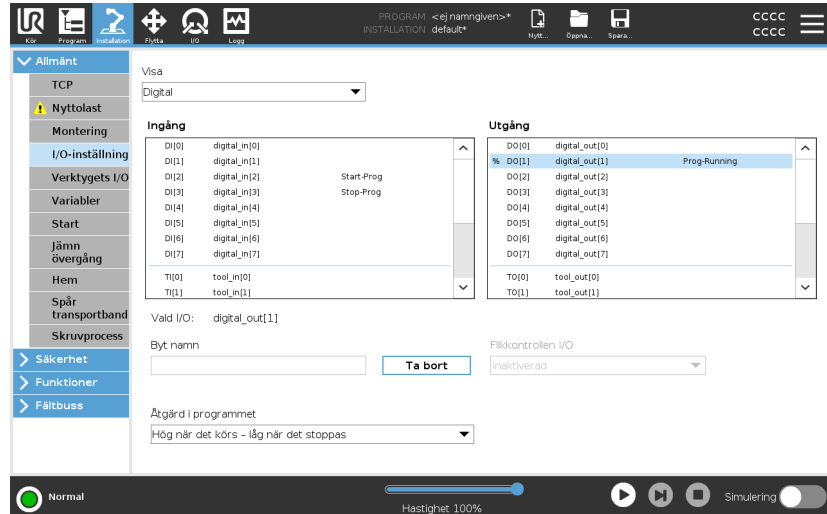 PROGRAM <ej namngiven>*
INSTALLATION default*
cccc
cccc
Kör
Program
Installation
Flytta
I/O
Logg
Nytt...
Öppna...
Spara...
Allmänt
TCP
Nyttolast
Montering
I/O-inställning
Verktygets I/O
Variabler
Start
Jämn
övergång
Hem
Spår
transportband
Skruvprocess
Säkerhet
Funktioner
Fältbuss
Visa
Digital
Ingång
DI[0] digital_in[0]
DI[1] digital_in[1]
DI[2] digital_in[2] Start-Prog
DI[3] digital_in[3] Stop-Prog
DI[4] digital_in[4]
DI[5] digital_in[5]
DI[6] digital_in[6]
DI[7] digital_in[7]
TI[0] tool_in[0]
TI[1] tool_in[1]
Utgång
DO[0] digital_out[0]
% DO[1] digital_out[1] Prog-Running
DO[2] digital_out[2]
DO[3] digital_out[3]
DO[4] digital_out[4]
DO[5] digital_out[5]
DO[6] digital_out[6]
DO[7] digital_out[7]
TO[0] tool_out[0]
TO[1] tool_out[1]
Vald I/O: digital_out[1]
Byt namn
Ta bort
Flikkontrollen I/O
Inaktiverad
Åtgärd i programmet
Hög när det körs - låg när det stoppas
Normal
Hastighet 100%
Simulering